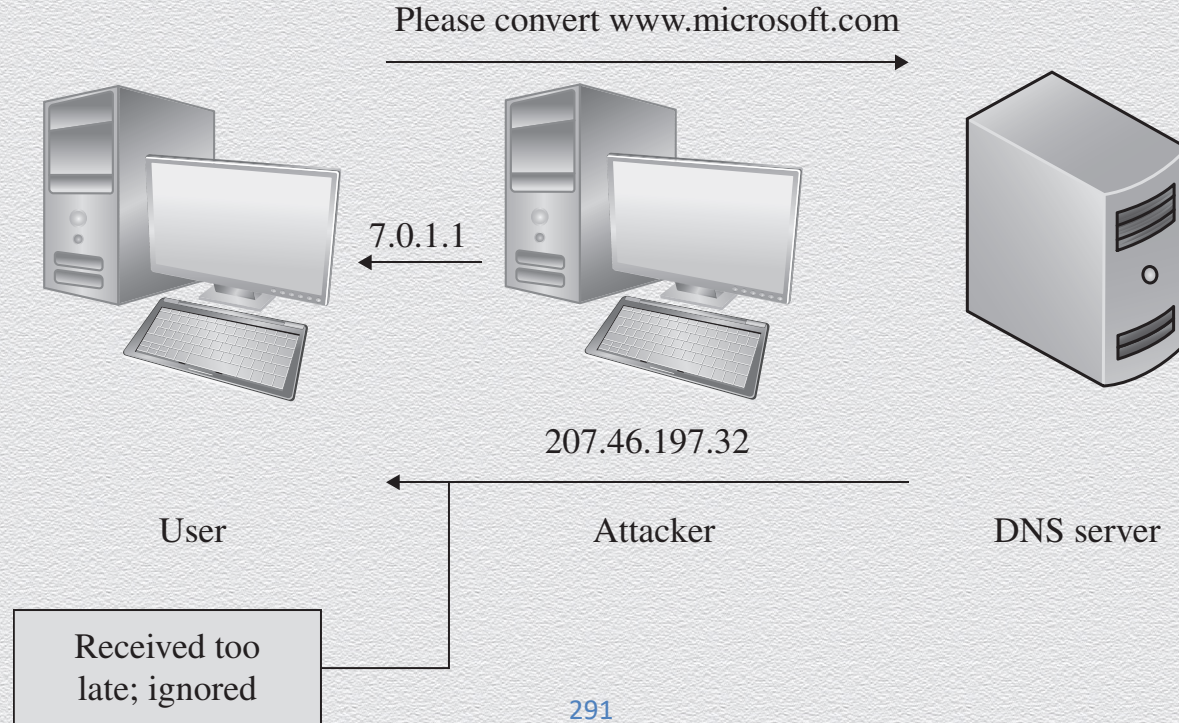 Please convert www.microsoft.com
7.0.1.1
207.46.197.32
User
Attacker
DNS server
Received too
late; ignored
291